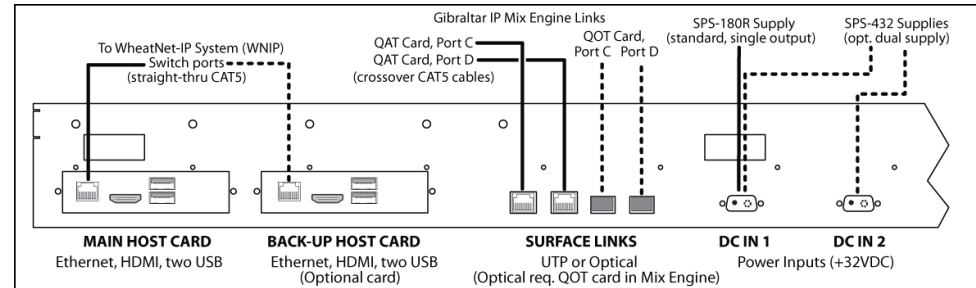 Gibraltar IP Mix Engine Links
To WheatNet-IP System (WNIP)
Switch ports
(straight-thru CAT5)
QAT Card, Port C
QAT Card, Port D
(crossover CAT5 cables)
QOT Card,
Port C Port D
SPS-180R Supply
(standard, single output)
SPS-432 Supplies
(opt. dual supply)
MAIN HOST CARD
Ethernet, HDMI, two USB
BACK-UP HOST CARD
Ethernet, HDMI, two USB
(Optional card)
SURFACE LINKS
UTP or Optical
(Optical req. QOT card in Mix Engine)
DC IN 1 DC IN 2
Power Inputs (+32VDC)